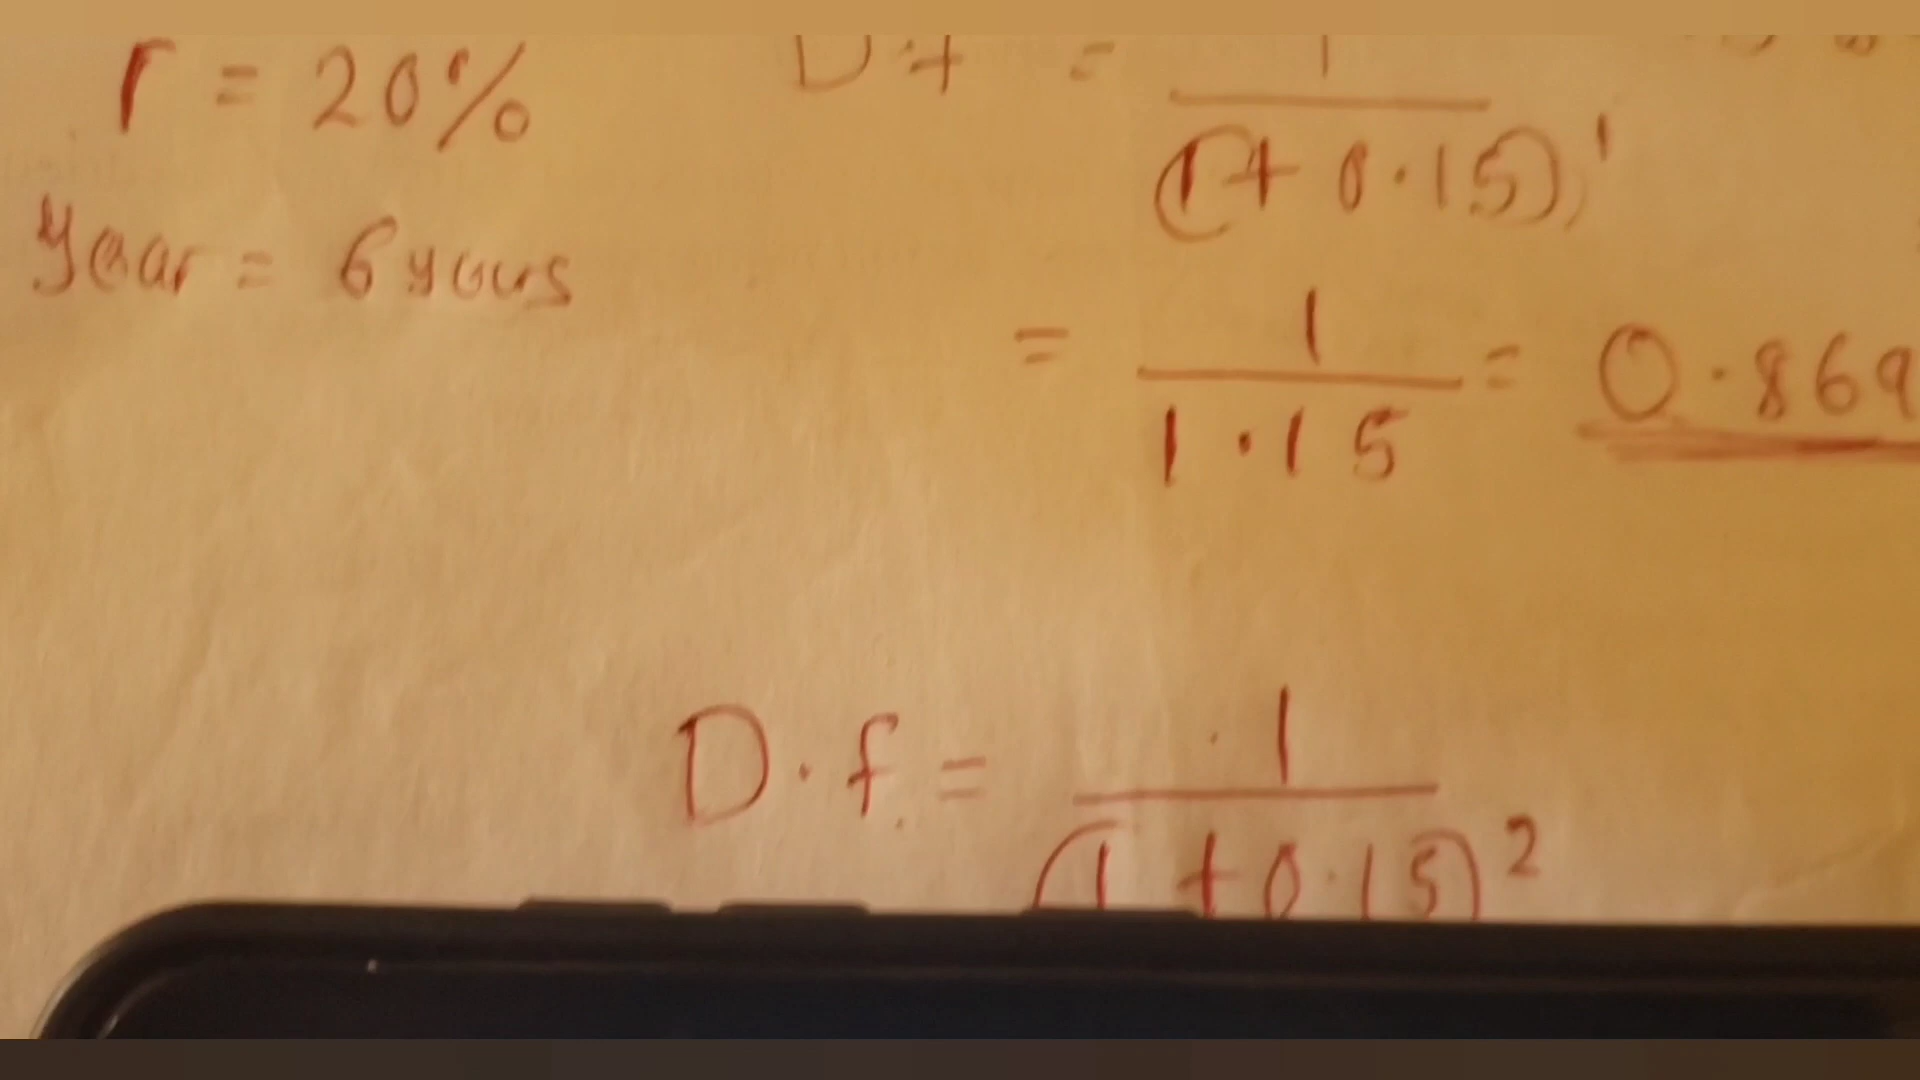 r = 20%
D.f = 1
(1 + 0.15)¹
Year = 6 years
= 1
1.15 = 0.869
D.f = 1
(1 + 0.15)²